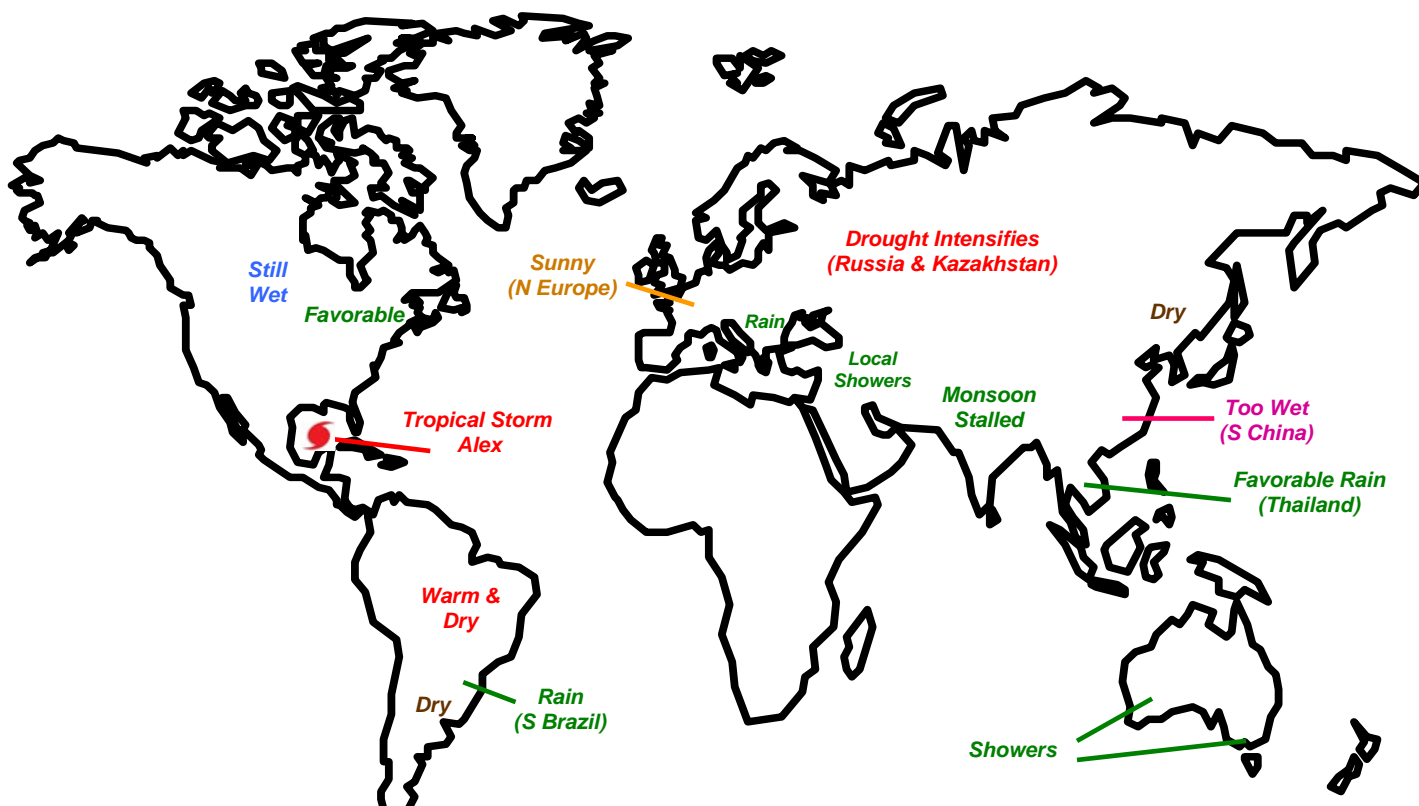 Still
Wet
Favorable
Tropical Storm
Alex
Warm &
Dry
Dry
Rain
(S Brazil)
Sunny
(N Europe)
Drought Intensifies
(Russia & Kazakhstan)
Rain
Local
Showers
Monsoon
Stalled
Dry
Too Wet
(S China)
Favorable Rain
(Thailand)
Showers